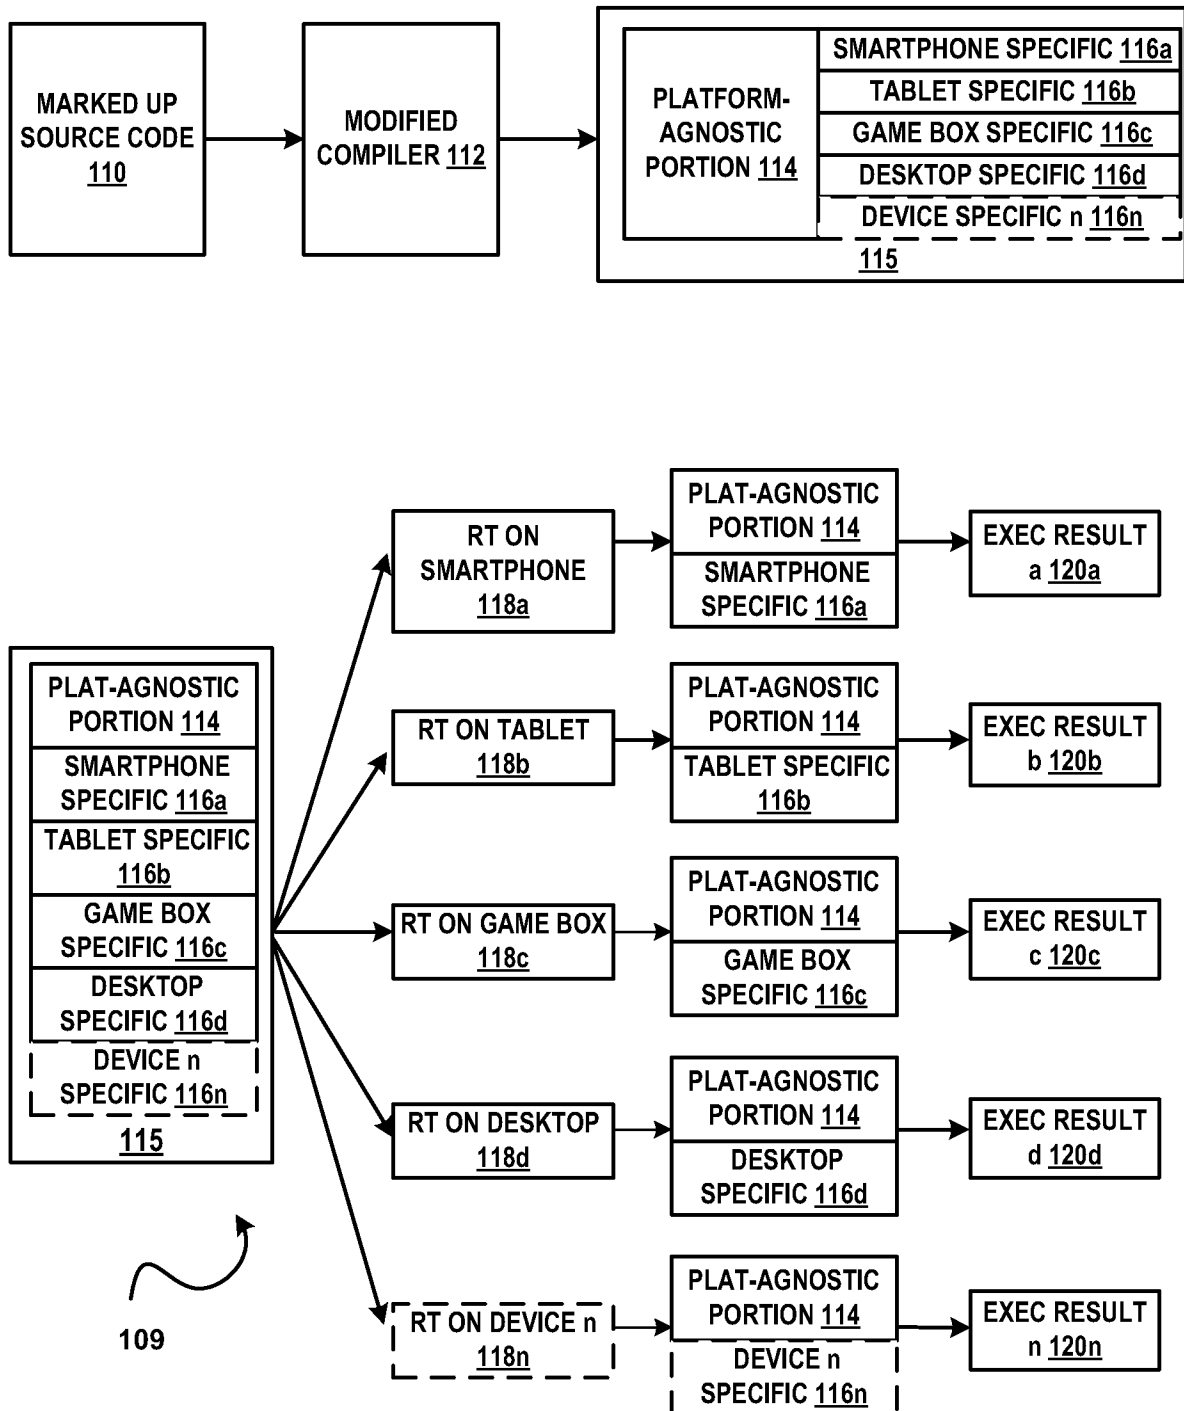 MARKED UP
SOURCE CODE
110
MODIFIED
COMPILER 112
PLATFORM-
AGNOSTIC
PORTION 114
SMARTPHONE SPECIFIC 116a
TABLET SPECIFIC 116b
GAME BOX SPECIFIC 116c
DESKTOP SPECIFIC 116d
DEVICE SPECIFIC n 116n
115
PLAT-AGNOSTIC
PORTION 114
SMARTPHONE
SPECIFIC 116a
TABLET SPECIFIC
116b
GAME BOX
SPECIFIC 116c
DESKTOP
SPECIFIC 116d
DEVICE n
SPECIFIC 116n
115
109
RT ON
SMARTPHONE
118a
PLAT-AGNOSTIC
PORTION 114
SMARTPHONE
SPECIFIC 116a
EXEC RESULT
a 120a
RT ON TABLET
118b
PLAT-AGNOSTIC
PORTION 114
TABLET SPECIFIC
116b
EXEC RESULT
b 120b
RT ON GAME BOX
118c
PLAT-AGNOSTIC
PORTION 114
GAME BOX
SPECIFIC 116c
EXEC RESULT
c 120c
RT ON DESKTOP
118d
PLAT-AGNOSTIC
PORTION 114
DESKTOP
SPECIFIC 116d
EXEC RESULT
d 120d
RT ON DEVICE n
118n
PLAT-AGNOSTIC
PORTION 114
DEVICE n
SPECIFIC 116n
EXEC RESULT
n 120n